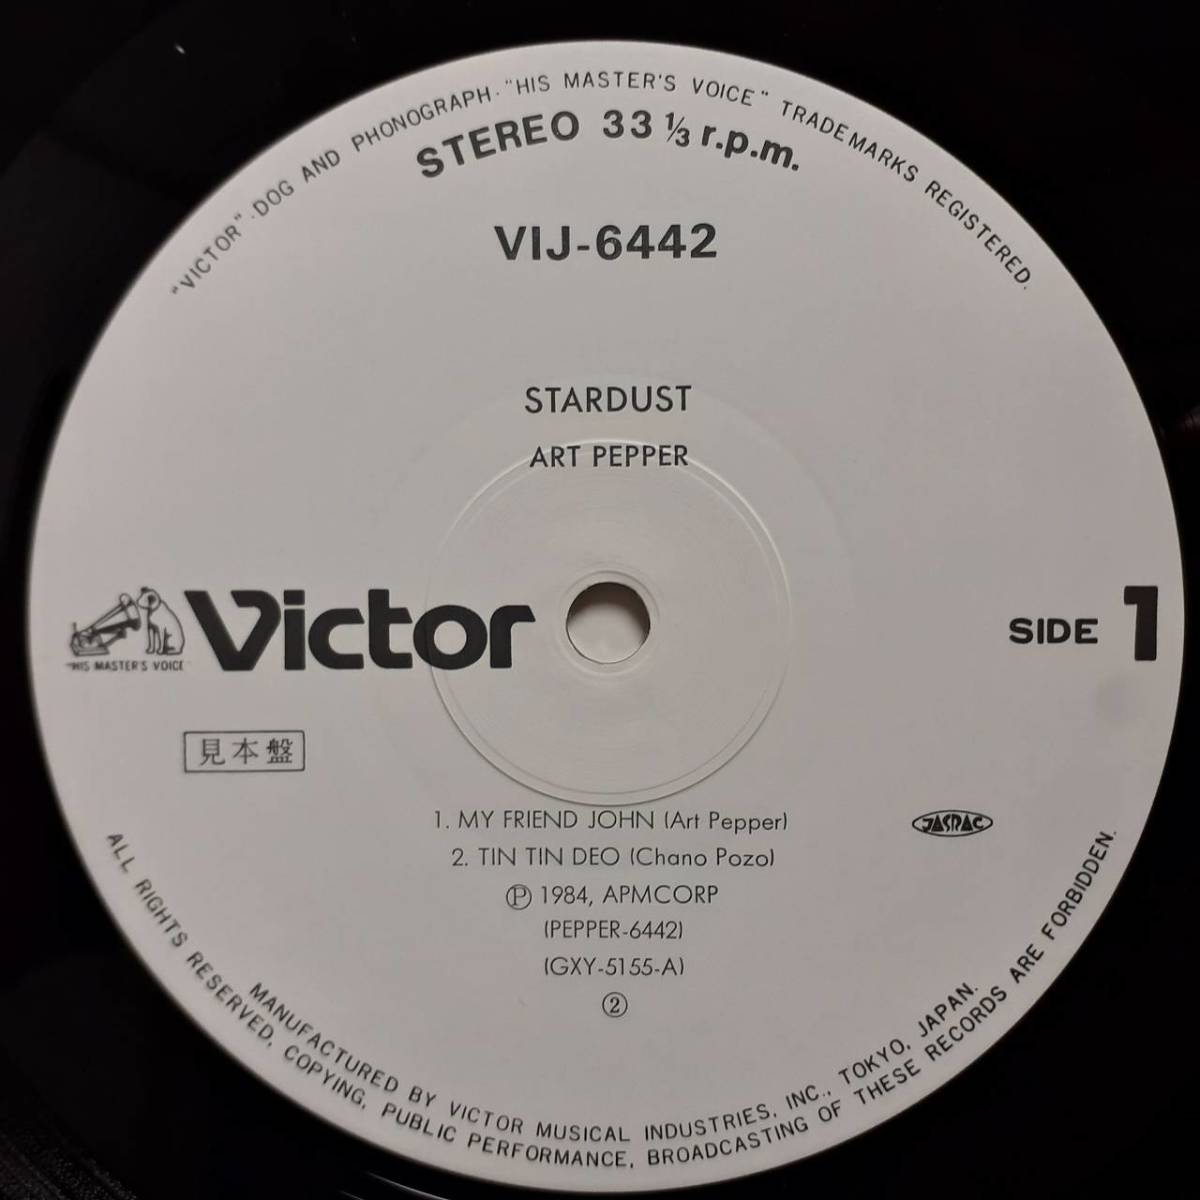 "VICTOR"·DOG AND PHONOGRAPH·"HIS MASTER'S VOICE" TRADEMARKS REGISTERED.
STEREO 33 ⅓ r.p.m.
VIJ-6442
STARDUST
ART PEPPER
"HIS MASTER'S VOICE"
Victor
SIDE 1
見本盤
1. MY FRIEND JOHN (Art Pepper)
2. TIN TIN DEO (Chano Pozo)
JASRAC
Ⓟ 1984, APMCORP
(PEPPER-6442)
(GXY-5155-A)
②
MANUFACTURED BY VICTOR MUSICAL INDUSTRIES, INC., TOKYO, JAPAN.
ALL RIGHTS RESERVED, COPYING, PUBLIC PERFORMANCE, BROADCASTING OF THESE RECORDS ARE FORBIDDEN.